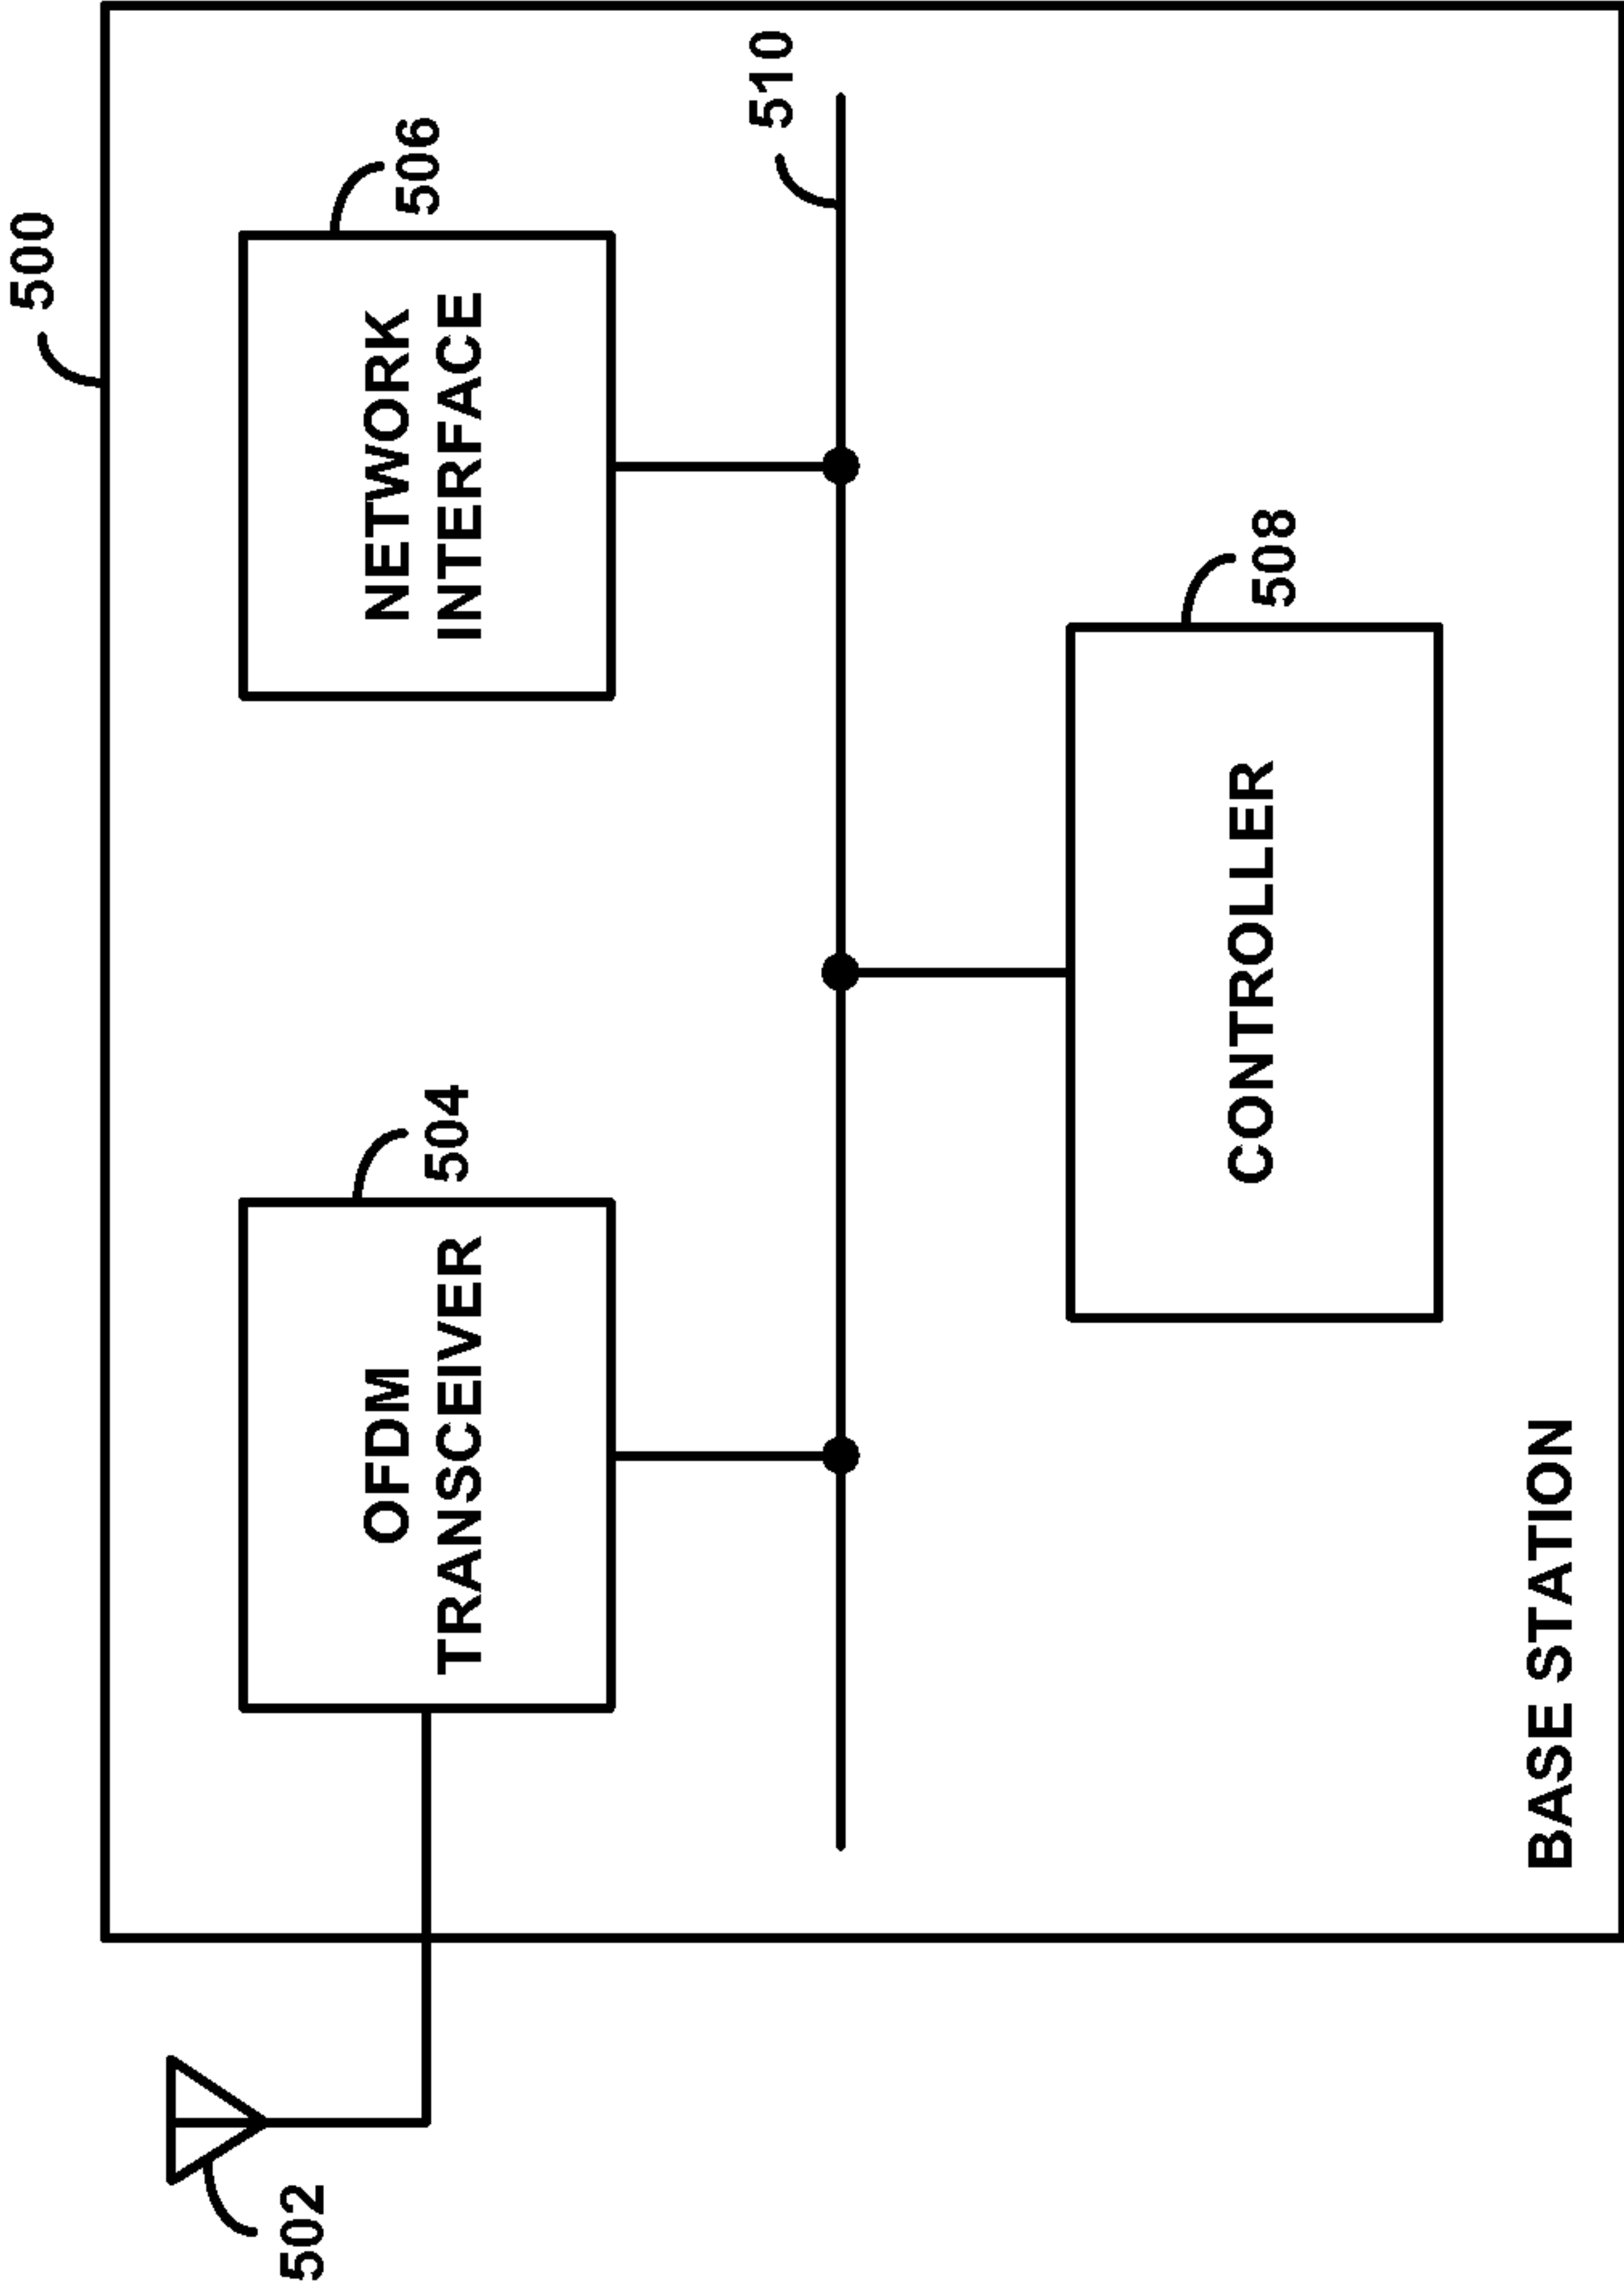 500
502
OFDM
TRANSCEIVER
504
NETWORK
INTERFACE
506
510
CONTROLLER
508
BASE STATION